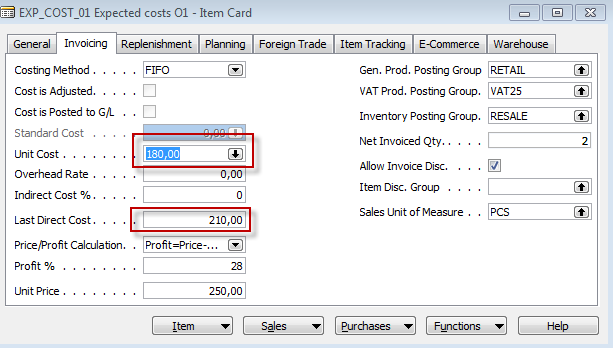 EXP_COST_01 Expected costs O1 - Item Card
General Invoicing Replenishment Planning Foreign Trade Item Tracking E-Commerce Warehouse
Costing Method . . . . . FIFO
Cost is Adjusted. . . . .
Cost is Posted to G/L .
Standard Cost . . . . . 0,00
Unit Cost . . . . . . . . 180,00
Overhead Rate . . . . . 0,00
Indirect Cost % . . . . . 0
Last Direct Cost . . . . . 210,00
Price/Profit Calculation. . Profit=Price-...
Profit % . . . . . . . . 28
Unit Price . . . . . . . . 250,00
Gen. Prod. Posting Group RETAIL
VAT Prod. Posting Group. VAT25
Inventory Posting Group. RESALE
Net Invoiced Qty. . . . . 2
Allow Invoice Disc. . . .
Item Disc. Group . . . .
Sales Unit of Measure . . PCS
Item Sales Purchases Functions Help